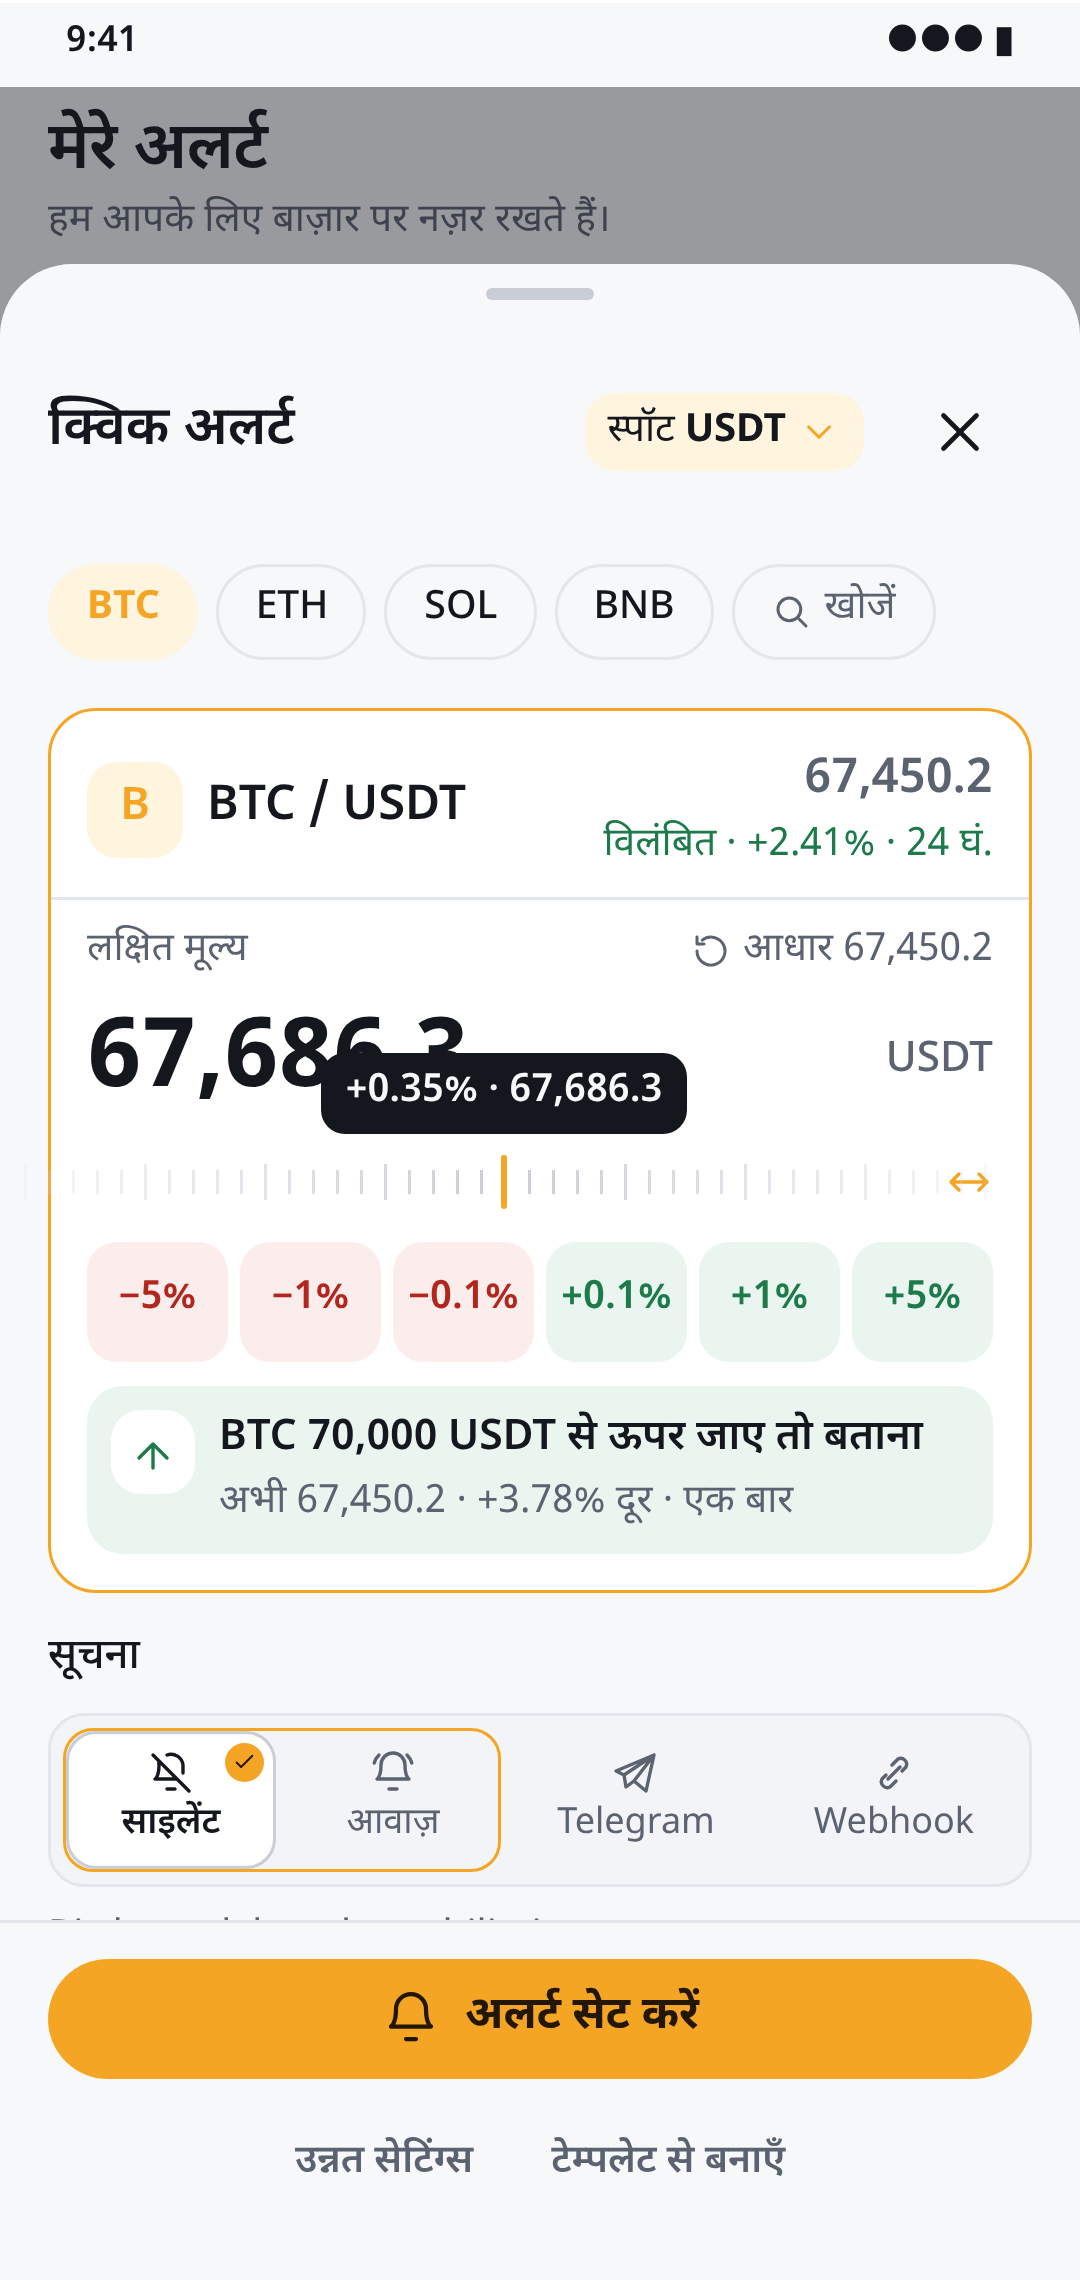 9:41
मेरे अलर्ट
हम आपके लिए बाज़ार पर नज़र रखते हैं।
क्विक अलर्ट
स्पॉट USDT
BTC
ETH
SOL
BNB
खोजें
B
BTC / USDT
67,450.2
विलंबित · +2.41% · 24 घं.
लक्षित मूल्य
आधार 67,450.2
67,686.3
USDT
+0.35% · 67,686.3
−5%
−1%
−0.1%
+0.1%
+1%
+5%
BTC 70,000 USDT से ऊपर जाए तो बताना
अभी 67,450.2 · +3.78% दूर · एक बार
सूचना
साइलेंट
आवाज़
Telegram
Webhook
अलर्ट सेट करें
उन्नत सेटिंग्स
टेम्पलेट से बनाएँ